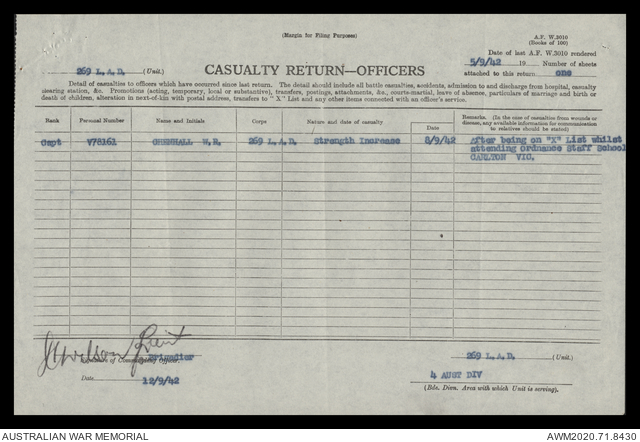 (Margin for Filing Purposes)
A.F. W.3010
(Books of 100)
Date of last A.F. W.3010 rendered
269 L.A.D. (Unit.)
CASUALTY RETURN—OFFICERS
5/9/42 19 Number of sheets
attached to this return one
Detail of casualties to officers which have occurred since last return. The detail should include all battle casualties, accidents, admission to and discharge from hospital, casualty
clearing station, &c. Promotions (acting, temporary, local or substantive), transfers, postings, attachments, &c., courts-martial, leave of absence, particulars of marriage and birth or
death of children, alteration in next-of-kin with postal address, transfers to "X" List and any other items connected with an officer's service.
Rank Personal Number Name and Initials Corps Nature and date of casualty Date Remarks. (In the case of casualties from wounds or
disease, any available information for communication
to relatives should be stated)
Capt V78161 W.R. 269 L.A.D. Strength Increase 8/9/42 After being on "X" List whilst
attending Ordnance Staff School
CARLTON VIC.
Wilson Lieut
Brigadier
Signature of Commanding Officer.
Date 12/9/42
269 L.A.D. (Unit.)
4 AUST DIV
(Bde. Divn. Area with which Unit is serving).
AUSTRALIAN WAR MEMORIAL
AWM2020.71.8430